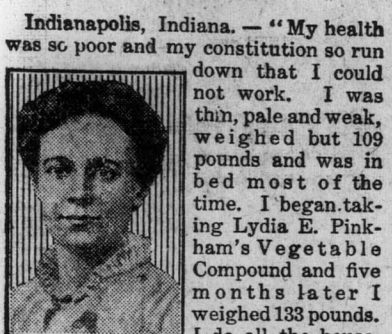 Indianapolis, Indiana. — "My health
was so poor and my constitution so run
down that I could
not work. I was
thin, pale and weak,
weighed but 109
pounds and was in
bed most of the
time. I began tak-
ing Lydia E. Pink-
ham's Vegetable
Compound and five
months later I
weighed 133 pounds.